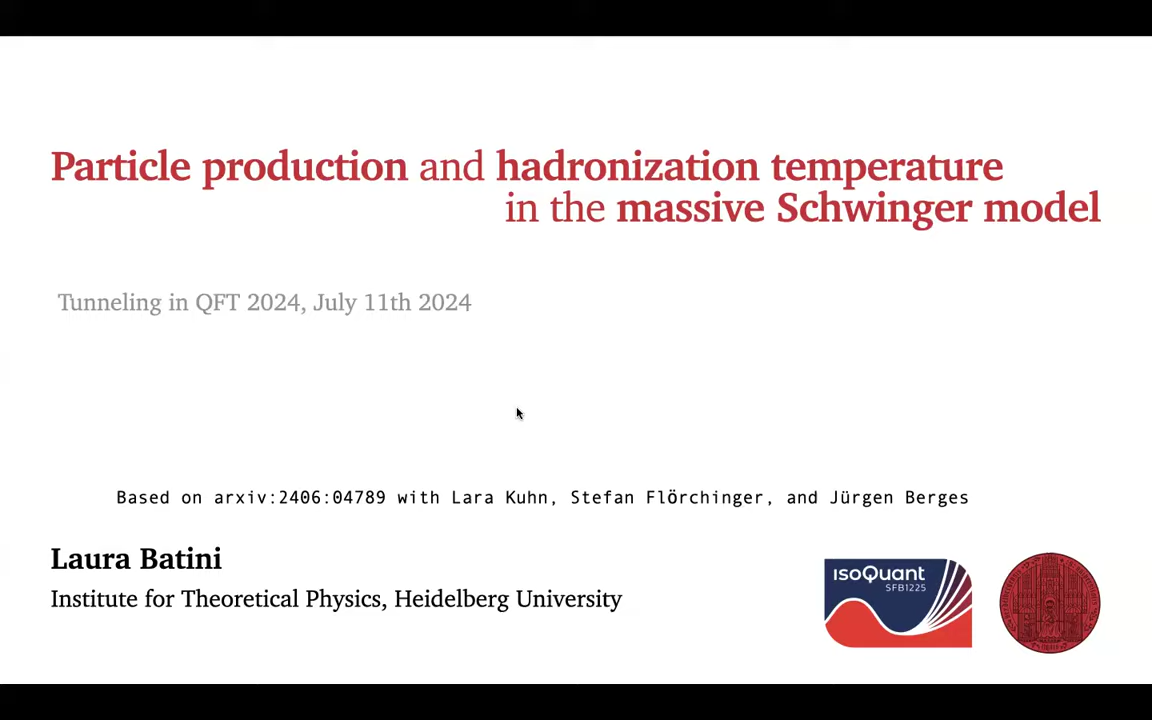 Particle production and hadronization temperature
in the massive Schwinger model
Tunneling in QFT 2024, July 11th 2024
Based on arxiv:2406:04789 with Lara Kuhn, Stefan Flörchinger, and Jürgen Berges
Laura Batini
Institute for Theoretical Physics, Heidelberg University
IsoQuant
SFB1225